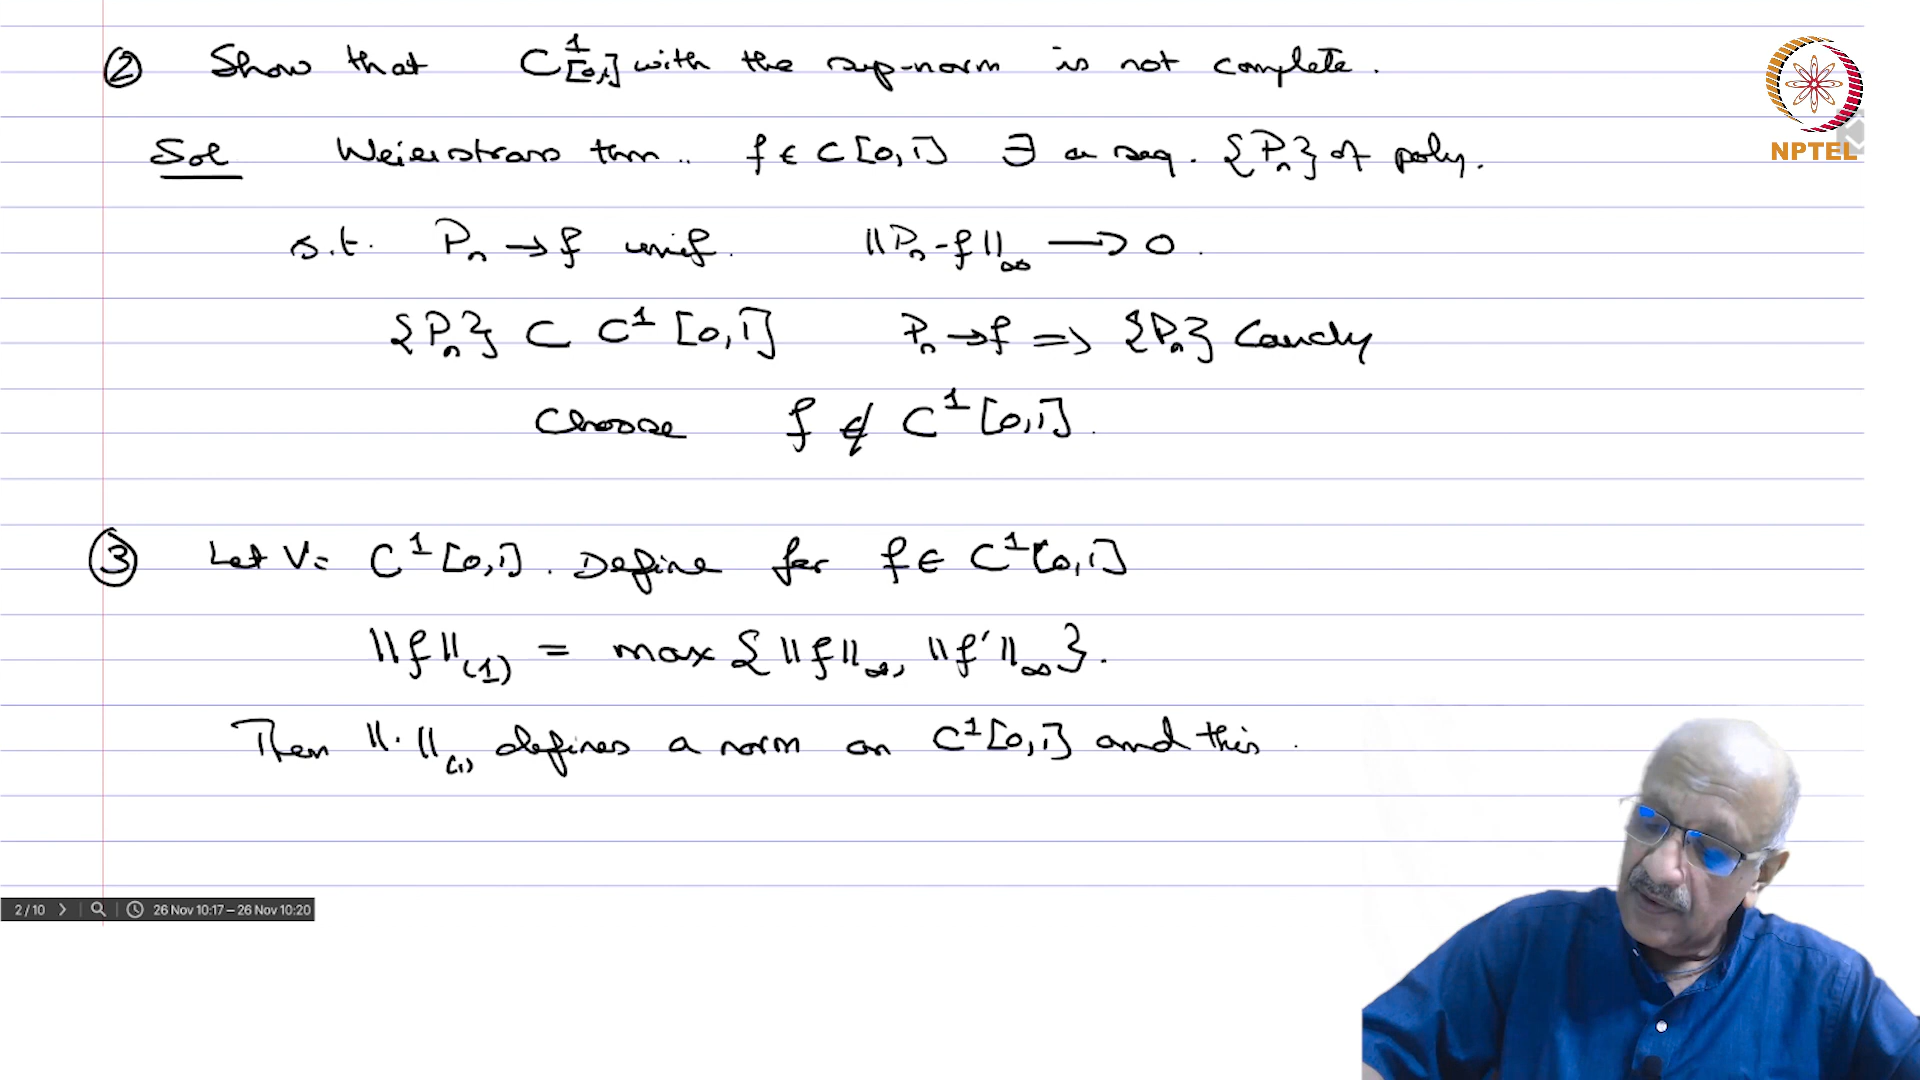 ② Show that C¹[0,1] with the sup-norm is not complete.
NPTEL
Sol Weierstrass thm.. f ∈ C[0,1] ∃ a seq. {Pₙ} of poly.
s.t. Pₙ → f unif. ||Pₙ - f||∞ → 0.
{Pₙ} ⊂ C¹[0,1] Pₙ → f => {Pₙ} Cauchy
Choose f ∉ C¹[0,1].
③ Let V = C¹[0,1]. Define for f ∈ C¹[0,1]
||f||₍₁₎ = max {||f||∞, ||f'||∞}.
Then ||·||₍₁₎ defines a norm on C¹[0,1] and this.
2/10 26 Nov 10:17 – 26 Nov 10:20